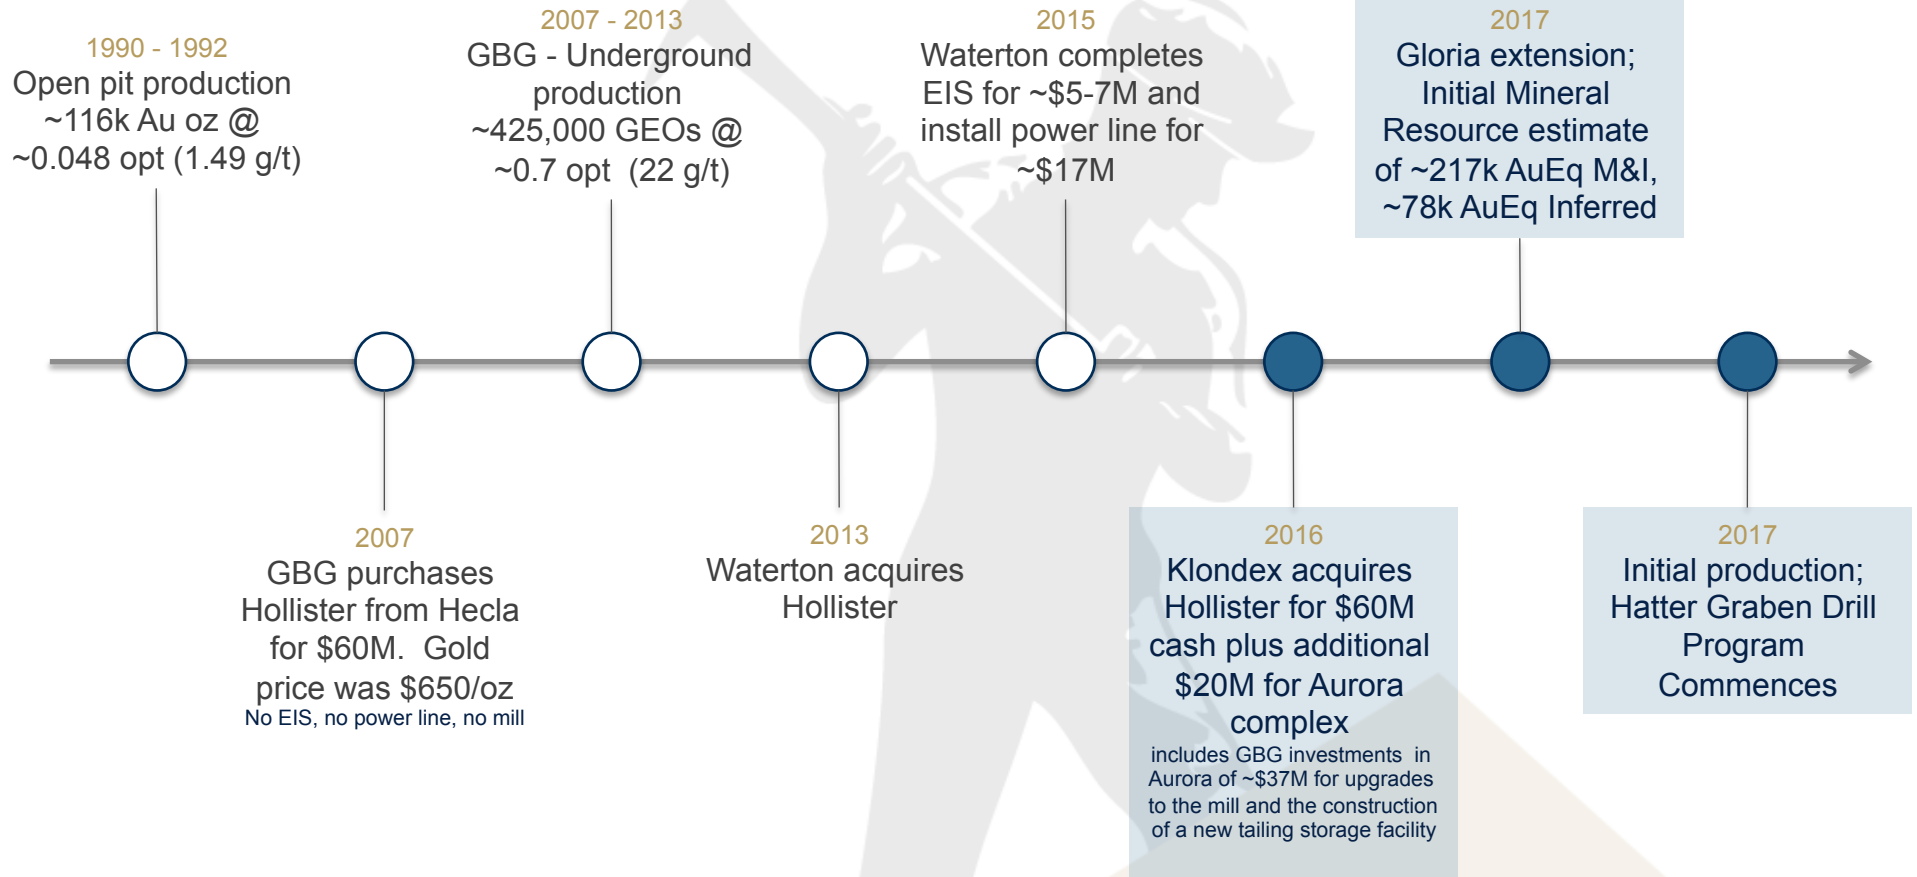 1990 - 1992
Open pit production
~116k Au oz @
~0.048 opt (1.49 g/t)
2007
GBG purchases
Hollister from Hecla
for $60M.  Gold
price was $650/oz
No EIS, no power line, no mill
2007 - 2013
GBG - Underground
production
~425,000 GEOs @
~0.7 opt  (22 g/t)
2013
Waterton acquires
Hollister
2015
Waterton completes
EIS for ~$5-7M and
install power line for
~$17M
2016
Klondex acquires
Hollister for $60M
cash plus additional
$20M for Aurora
complex
includes GBG investments  in
Aurora of ~$37M for upgrades
to the mill and the construction
of a new tailing storage facility
2017
Gloria extension;
Initial Mineral
Resource estimate
of ~217k AuEq M&I,
~78k AuEq Inferred
2017
Initial production;
Hatter Graben Drill
Program
Commences